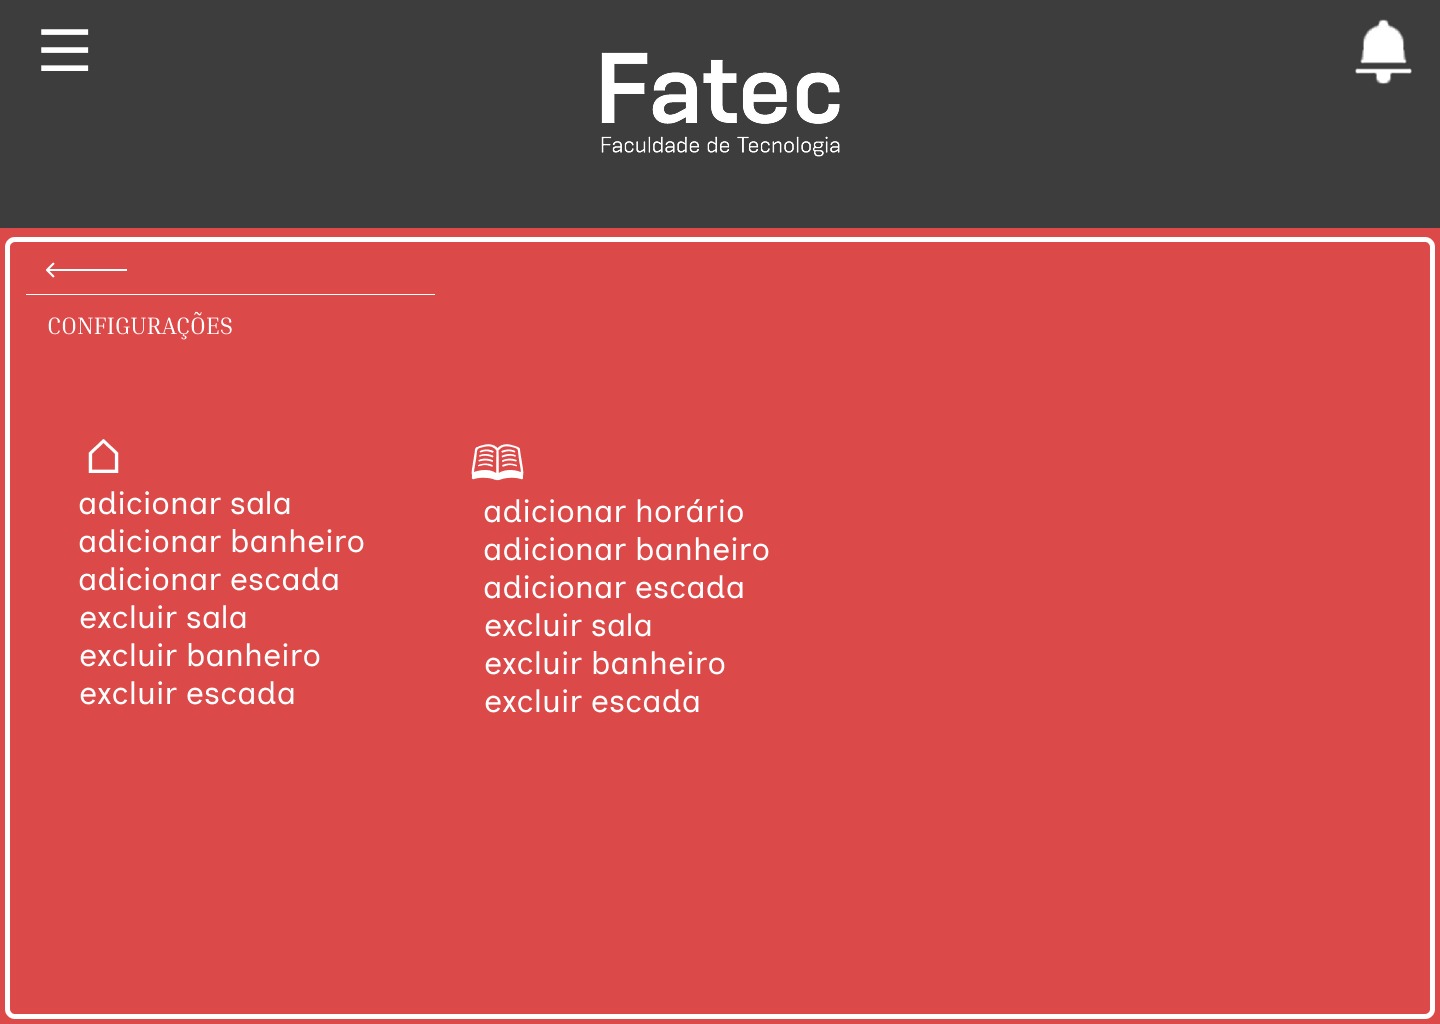 Fatec
Faculdade de Tecnologia
CONFIGURAÇÕES
adicionar sala
adicionar banheiro
adicionar escada
excluir sala
excluir banheiro
excluir escada
adicionar horário
adicionar banheiro
adicionar escada
excluir sala
excluir banheiro
excluir escada